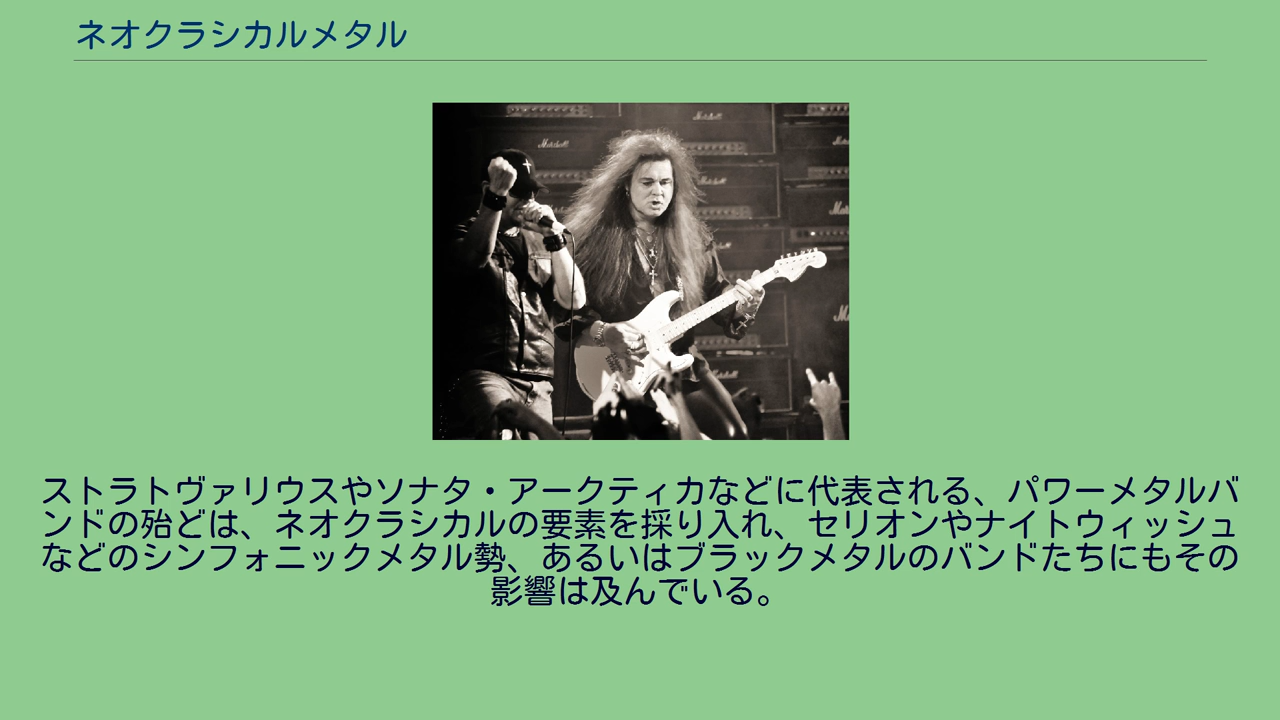 ネオクラシカルメタル
Marshall
Marshall
Marshall
Marshall
Marshall
ストラトヴァリウスやソナタ・アークティカなどに代表される、パワーメタルバ
ンドの殆どは、ネオクラシカルの要素を採り入れ、セリオンやナイトウィッシュ
などのシンフォニックメタル勢、あるいはブラックメタルのバンドたちにもその
影響は及んでいる。